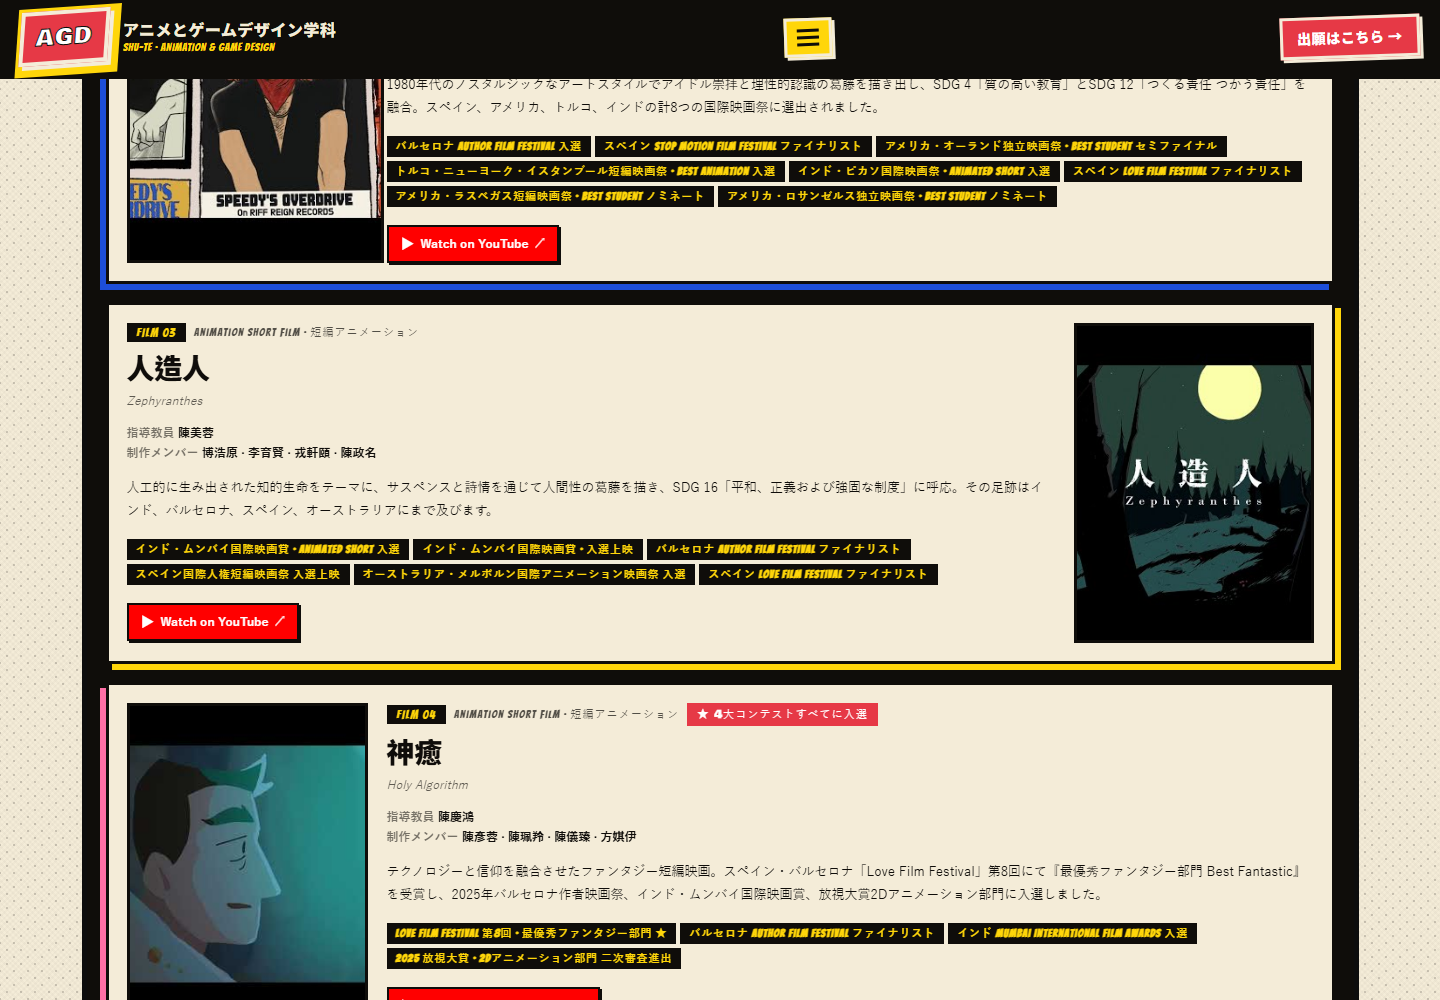 AGD
アニメとゲームデザイン学科
SHU-TE · ANIMATION & GAME DESIGN
出願はこちら →
1980年代のノスタルジックなアートスタイルでアイドル崇拝と理性的認識の葛藤を描き出し、SDG 4「質の高い教育」とSDG 12「つくる責任 つかう責任」を
融合。スペイン、アメリカ、トルコ、インドの計8つの国際映画祭に選出されました。
バルセロナ AUTHOR FILM FESTIVAL 入選
スペイン STOP MOTION FILM FESTIVAL ファイナリスト
アメリカ・オーランド独立映画祭 · BEST STUDENT セミファイナル
トルコ・ニューヨーク・イスタンブール短編映画祭 · BEST ANIMATION 入選
インド・ピカソ国際映画祭 · ANIMATED SHORT 入選
スペイン LOVE FILM FESTIVAL ファイナリスト
アメリカ・ラスベガス短編映画祭 · BEST STUDENT ノミネート
アメリカ・ロサンゼルス独立映画祭 · BEST STUDENT ノミネート
EDY'S
SPEEDY'S OVERDRIVE
On RIFF REIGN RECORDS
▶ Watch on YouTube ↗
FILM 03 ANIMATION SHORT FILM · 短編アニメーション
人造人
Zephyranthes
指導教員 陳美蓉
制作メンバー 博浩原 · 李育賢 · 戎軒頤 · 陳政名
人工的に生み出された知的生命をテーマに、サスペンスと詩情を通じて人間性の葛藤を描き、SDG 16「平和、正義および強固な制度」に呼応。その足跡はイ
ンド、バルセロナ、スペイン、オーストラリアにまで及びます。
インド・ムンバイ国際映画賞 · ANIMATED SHORT 入選
インド・ムンバイ国際映画賞 · 入選上映
バルセロナ AUTHOR FILM FESTIVAL ファイナリスト
スペイン国際人権短編映画祭 入選上映
オーストラリア・メルボルン国際アニメーション映画祭 入選
スペイン LOVE FILM FESTIVAL ファイナリスト
▶ Watch on YouTube ↗
人造人
Zephyranthes
FILM 04 ANIMATION SHORT FILM · 短編アニメーション ★ 4大コンテストすべてに入選
神癒
Holy Algorithm
指導教員 陳慶鴻
制作メンバー 陳彥蓉 · 陳珮羚 · 陳儀臻 · 方娸伊
テクノロジーと信仰を融合させたファンタジー短編映画。スペイン・バルセロナ「Love Film Festival」第8回にて『最優秀ファンタジー部門 Best Fantastic』
を受賞し、2025年バルセロナ作者映画祭、インド・ムンバイ国際映画賞、放視大賞2Dアニメーション部門に入選しました。
LOVE FILM FESTIVAL 第8回 · 最優秀ファンタジー部門 ★
バルセロナ AUTHOR FILM FESTIVAL ファイナリスト
インド MUMBAI INTERNATIONAL FILM AWARDS 入選
2025 放視大賞 · 2Dアニメーション部門 二次審査進出